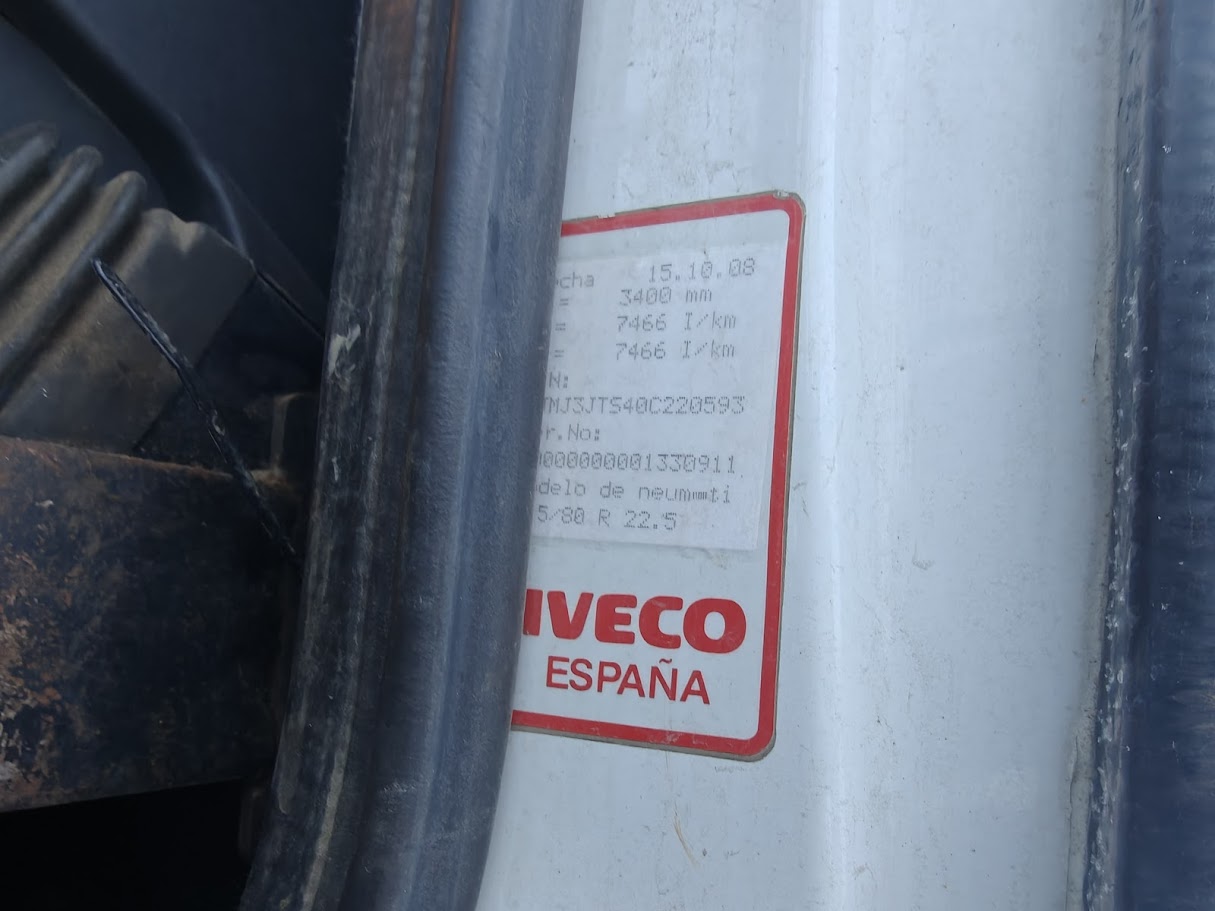 cha 15.10.08
= 3400 mm
= 7466 I/km
= 7466 I/km
N:
MJ3JTS40C220593
r.No:
0000000001330911
delo de neum ti
5/80 R 22.5
IVECO
ESPAÑA